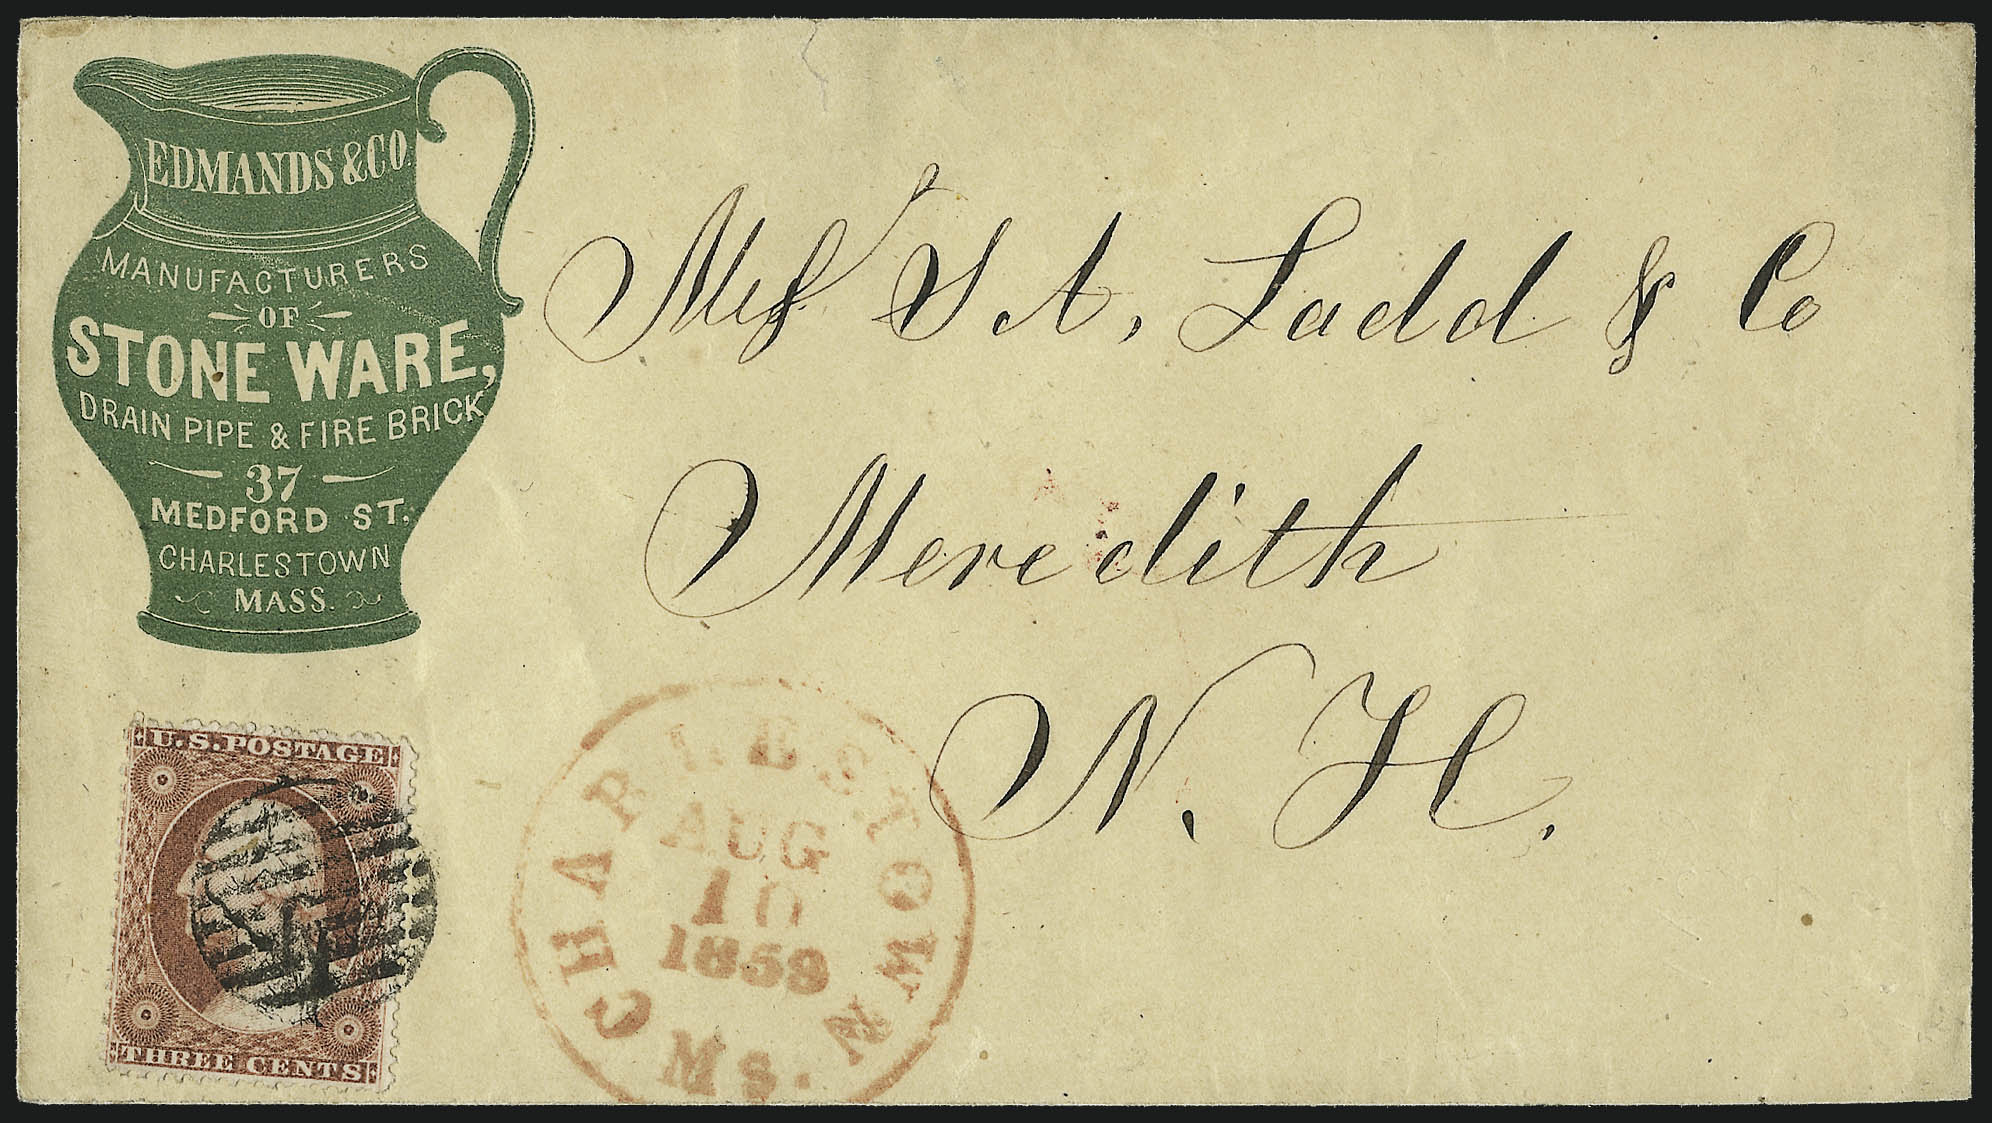 EDMANDS & CO.
MANUFACTURERS
OF
STONE WARE,
DRAIN PIPE & FIRE BRICK
37
MEDFORD ST.
CHARLESTOWN
MASS.
Messrs S. A. Ladd & Co
Meredith
N. H.
U.S. POSTAGE
THREE CENTS
CHARLESTOWN
AUG
10
1859
Ms.